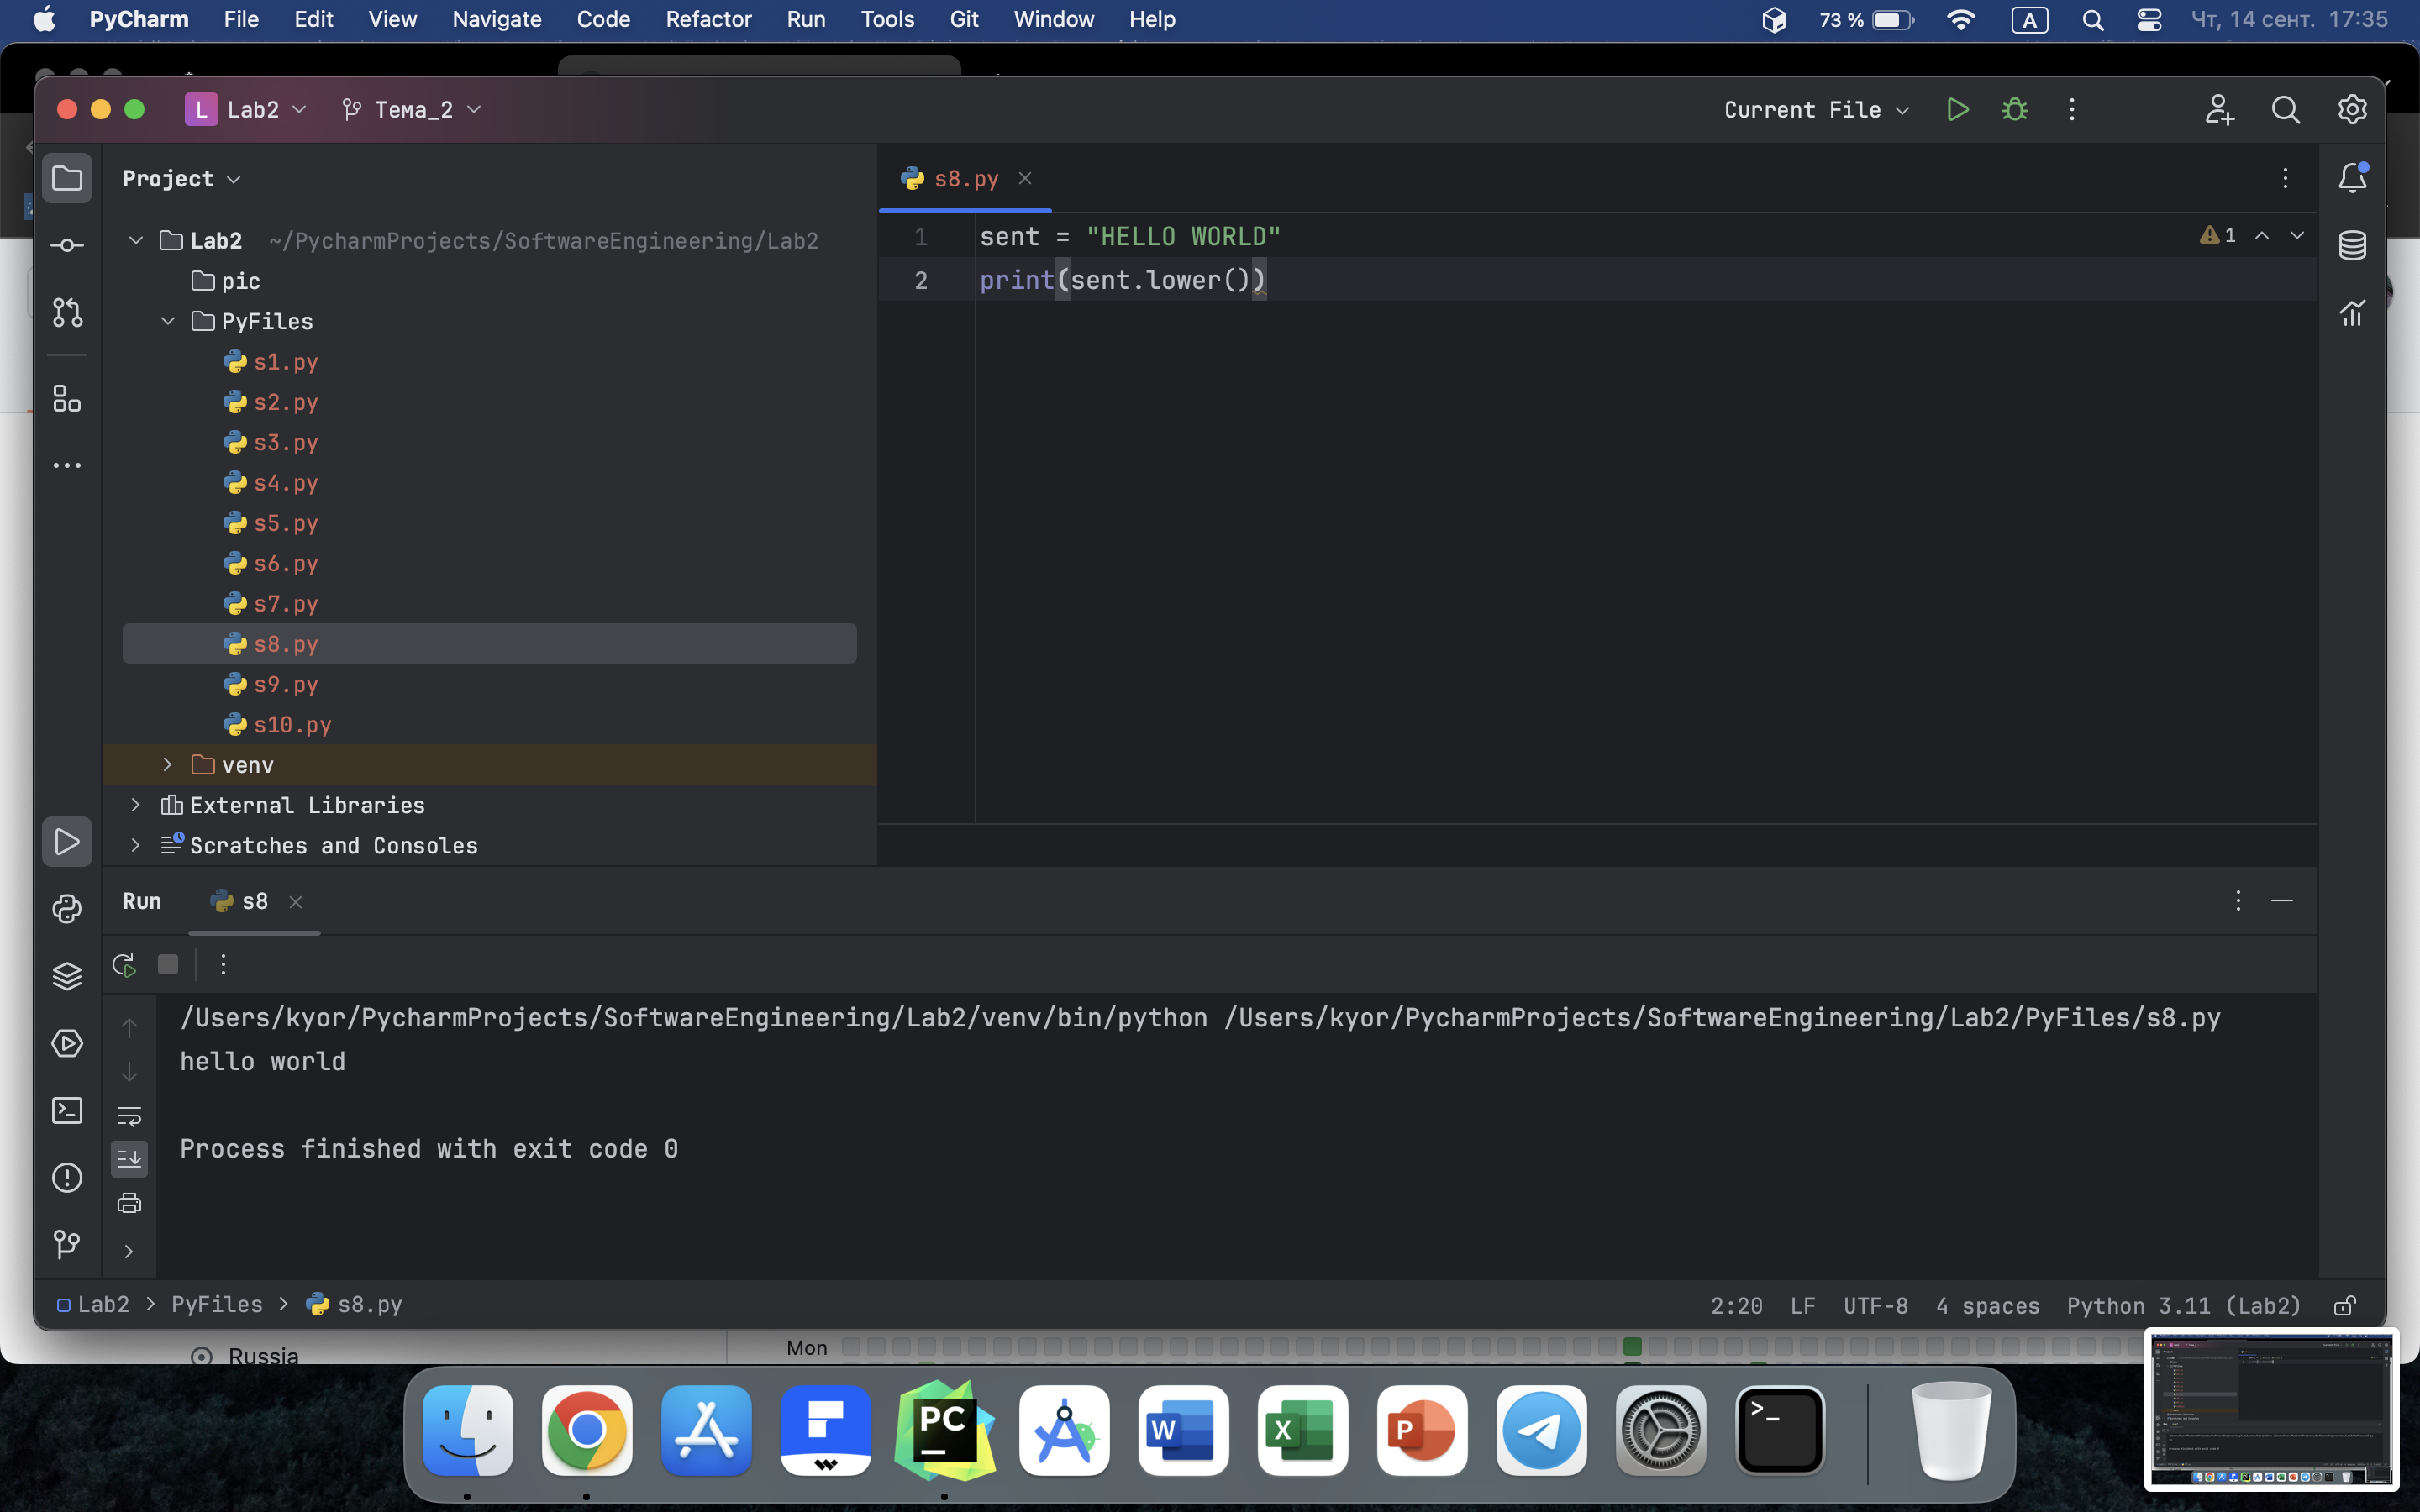 PyCharm File Edit View Navigate Code Refactor Run Tools Git Window Help 73 % A Чт, 14 сент. 17:35
L Lab2 Тема_2 Current File
Project
s8.py
Lab2 ~/PycharmProjects/SoftwareEngineering/Lab2
pic
PyFiles
s1.py
s2.py
s3.py
s4.py
s5.py
s6.py
s7.py
s8.py
s9.py
s10.py
venv
External Libraries
Scratches and Consoles
1 sent = "HELLO WORLD"
2 print(sent.lower())
1
Run s8
/Users/kyor/PycharmProjects/SoftwareEngineering/Lab2/venv/bin/python /Users/kyor/PycharmProjects/SoftwareEngineering/Lab2/PyFiles/s8.py
hello world
Process finished with exit code 0
Lab2 > PyFiles > s8.py 2:20 LF UTF-8 4 spaces Python 3.11 (Lab2)
Mon
Russia
PC
W
X
P
>_